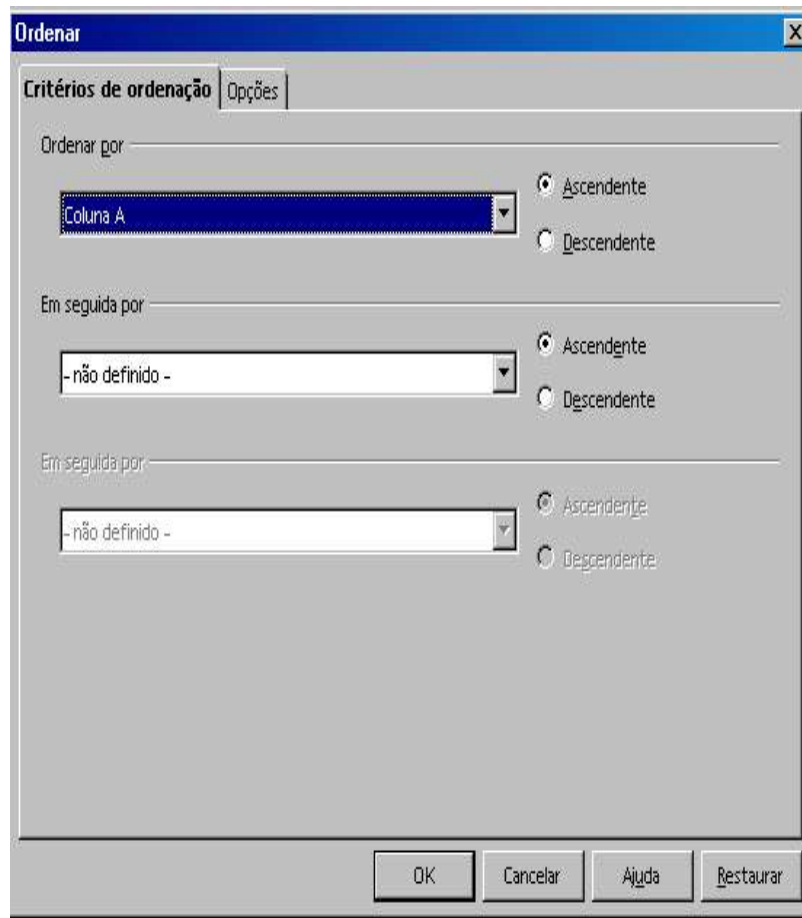 Ordenar
Critérios de ordenação Opções
Ordenar por
Coluna A
Ascendente
Descendente
Em seguida por
- não definido -
Ascendente
Descendente
Em seguida por
- não definido -
Ascendente
Descendente
OK Cancelar Ajuda Restaurar